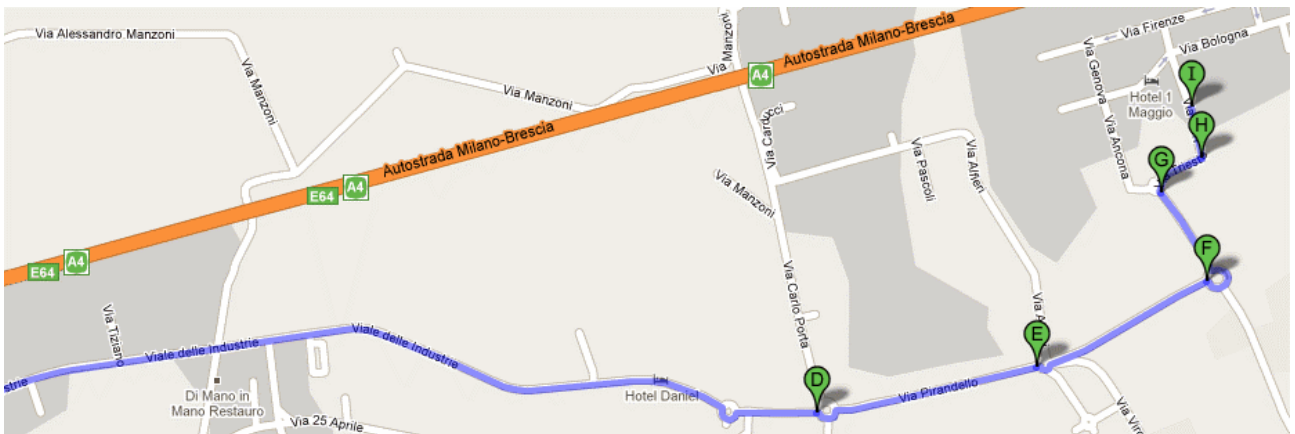 Via Alessandro Manzoni
Via Manzoni
Via Manzoni
Via Manzoni
A4
Autostrada Milano-Brescia
Via Firenze
Via Bologna
Via Genova
Hotel 1
Maggio
I
Via
H
G
Via Ancona
Via Carducci
Via Manzoni
Via Pascoli
Via Alfieri
Autostrada Milano-Brescia
E64
A4
E64
A4
F
Via Carlo Porta
Via Tiziano
Viale delle Industrie
Viale delle Industrie
E
D
Di Mano in
Mano Restauro
Hotel Daniel
Via Pirandello
Via 25 Aprile